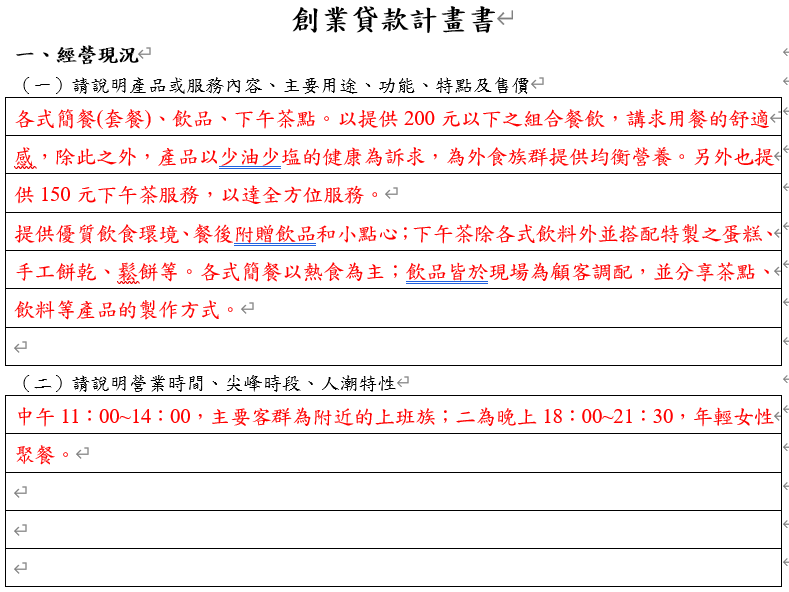 創業貸款計畫書
一、經營現況
（一）請說明產品或服務內容、主要用途、功能、特點及售價
各式簡餐(套餐)、飲品、下午茶點。以提供 200 元以下之組合餐飲，講求用餐的舒適
感，除此之外，產品以少油少塩的健康為訴求，為外食族群提供均衡營養。另外也提
供 150 元下午茶服務，以達全方位服務。
提供優質飲食環境、餐後附贈飲品和小點心；下午茶除各式飲料外並搭配特製之蛋糕、
手工餅乾、鬆餅等。各式簡餐以熱食為主；飲品皆於現場為顧客調配，並分享茶點、
飲料等產品的製作方式。
（二）請說明營業時間、尖峰時段、人潮特性
中午 11：00~14：00，主要客群為附近的上班族；二為晚上 18：00~21：30，年輕女性
聚餐。